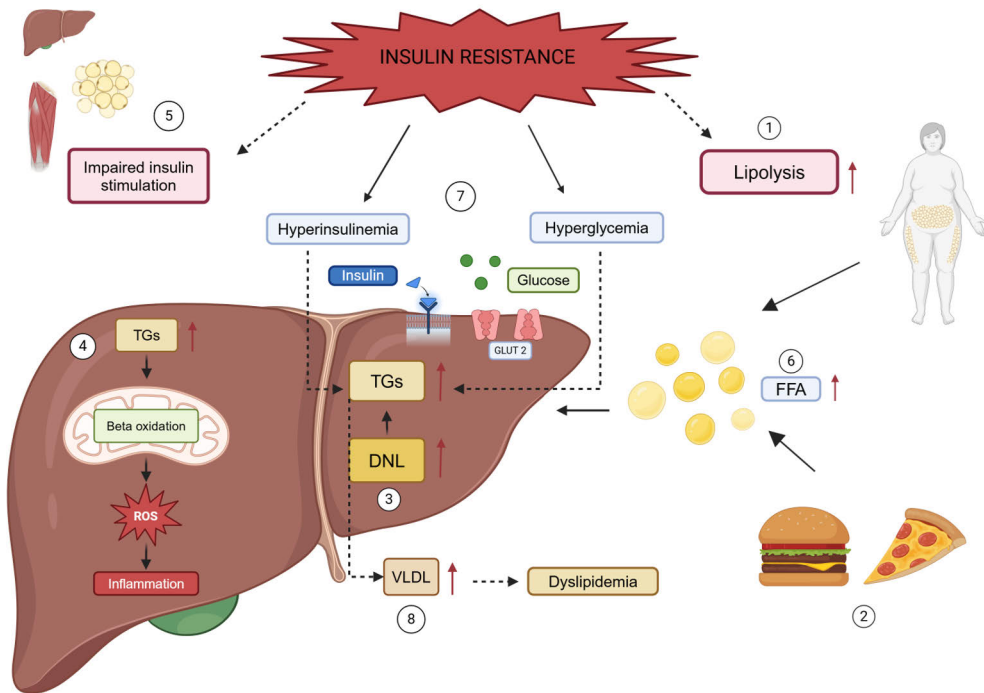 INSULIN RESISTANCE
5
Impaired insulin
stimulation
1
Lipolysis
7
Hyperinsulinemia
Hyperglycemia
Insulin
Glucose
GLUT 2
4
TGs
Beta oxidation
ROS
Inflammation
TGs
DNL
3
6
FFA
VLDL
8
Dyslipidemia
2